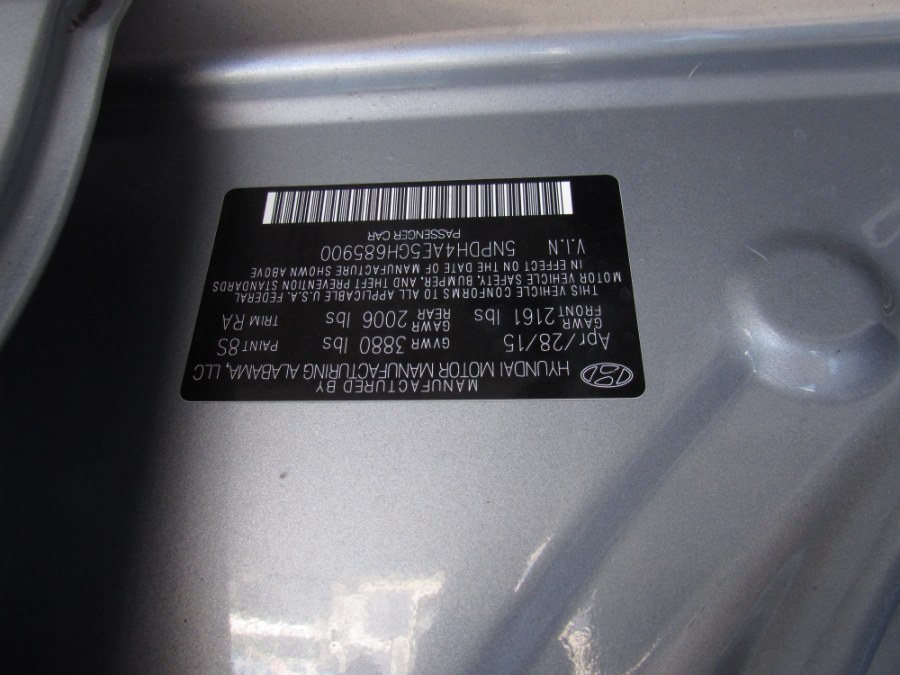 MANUFACTURED BY
HYUNDAI MOTOR MANUFACTURING ALABAMA, LLC
Apr/28/15 GVWR 3880 lbs PAINT 8S
GAWR FRONT 2161 lbs GAWR REAR 2006 lbs TRIM RA
THIS VEHICLE CONFORMS TO ALL APPLICABLE U.S.A. FEDERAL
MOTOR VEHICLE SAFETY, BUMPER, AND THEFT PREVENTION STANDARDS
IN EFFECT ON THE DATE OF MANUFACTURE SHOWN ABOVE
V.I.N 5NPDH4AE5GH685900
PASSENGER CAR